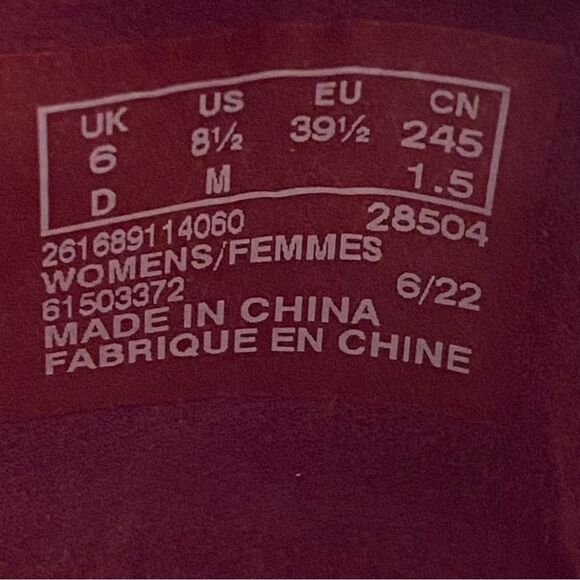 UK US EU CN
6 8½ 39½ 245
D M 1.5
261689114060 28504
WOMENS/FEMMES
61503372 6/22
MADE IN CHINA
FABRIQUE EN CHINE